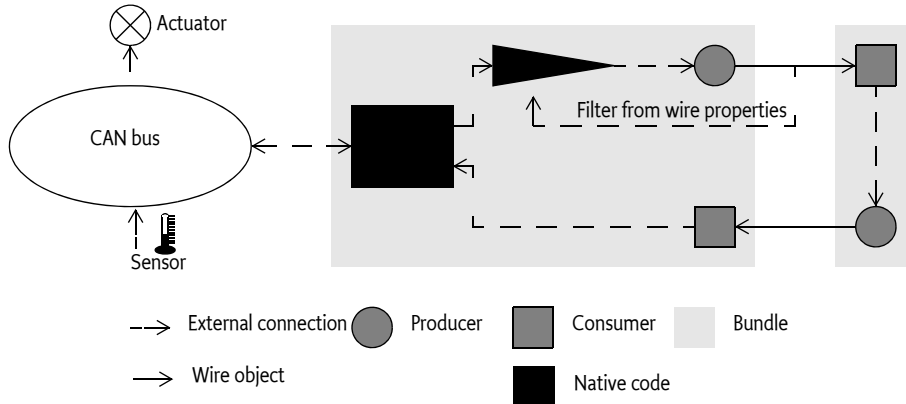 Actuator
CAN bus
Filter from wire properties
Sensor
External connection
Producer
Consumer
Bundle
Wire object
Native code